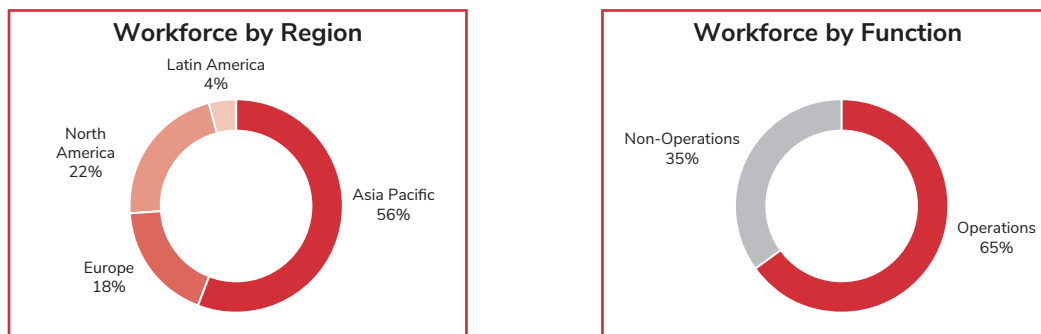 Workforce by Region
Latin America
4%
North
America
22%
Asia Pacific
56%
Europe
18%
Workforce by Function
Non-Operations
35%
Operations
65%